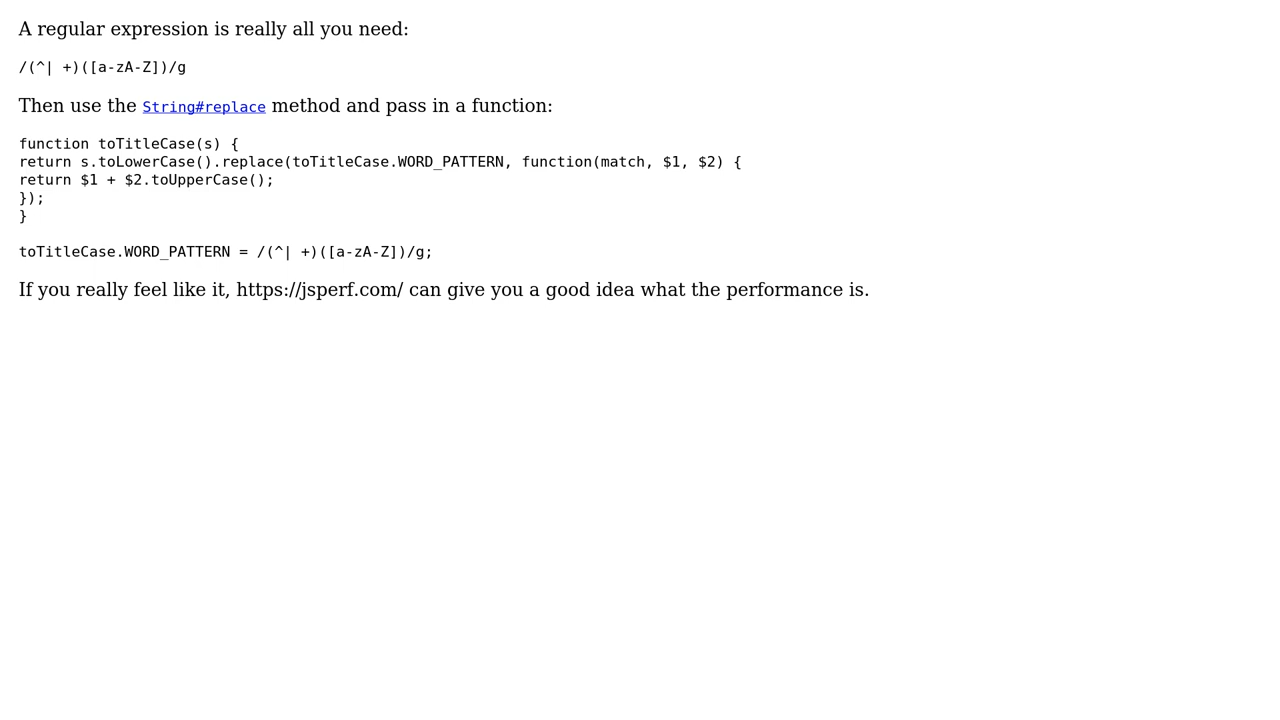 A regular expression is really all you need:
/(^| +)([a-zA-Z])/g
Then use the String#replace method and pass in a function:
function toTitleCase(s) {
return s.toLowerCase().replace(toTitleCase.WORD_PATTERN, function(match, $1, $2) {
return $1 + $2.toUpperCase();
});
}
toTitleCase.WORD_PATTERN = /(^| +)([a-zA-Z])/g;
If you really feel like it, https://jsperf.com/ can give you a good idea what the performance is.